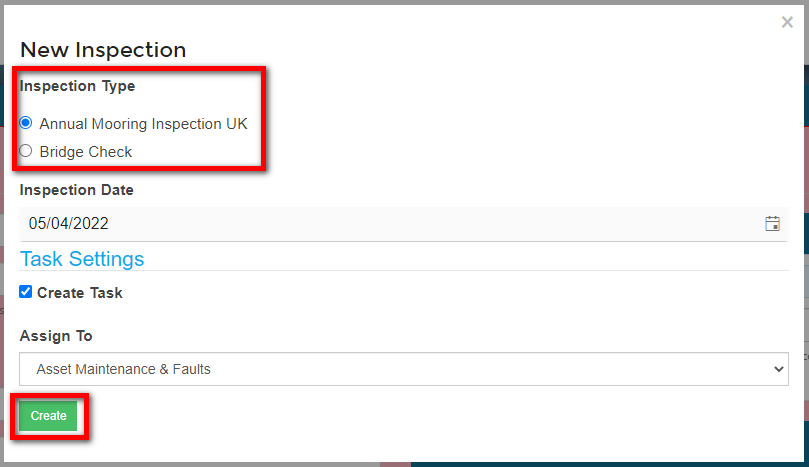 ×
New Inspection
Inspection Type
Annual Mooring Inspection UK
Bridge Check
Inspection Date
05/04/2022
Task Settings
Create Task
Assign To
Asset Maintenance & Faults
Create